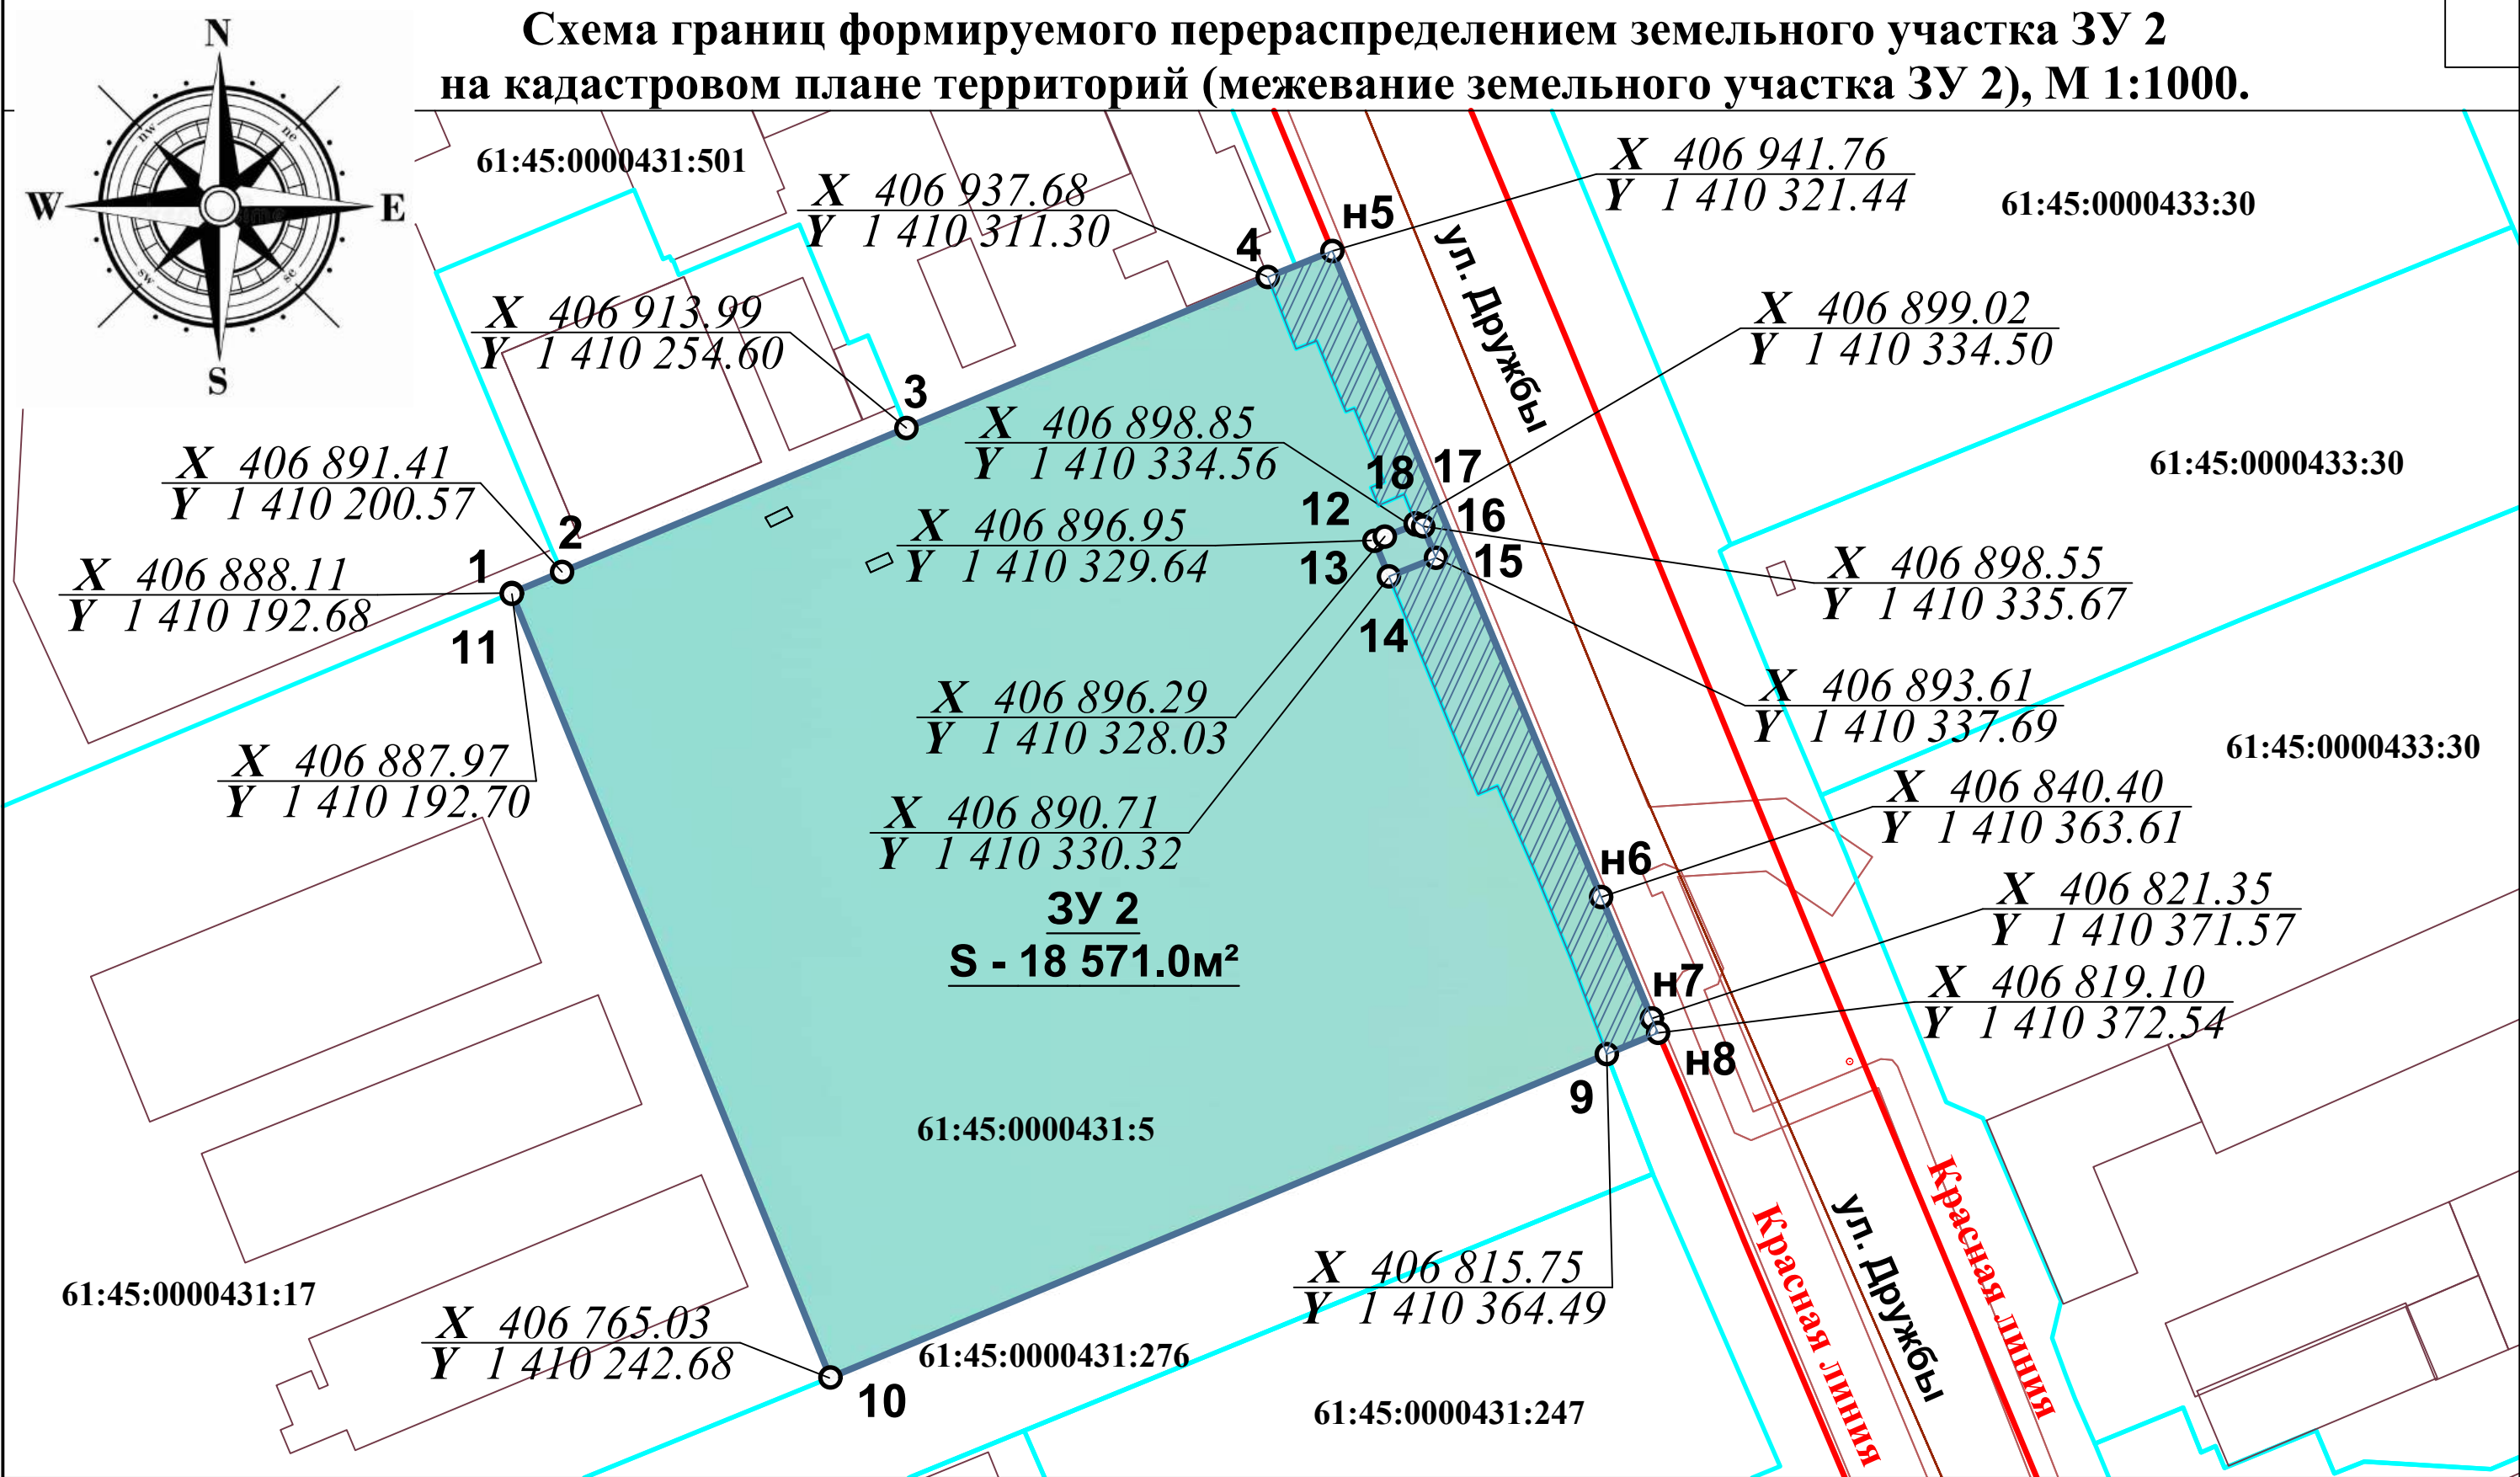 Схема границ формируемого перераспределением земельного участка ЗУ 2
на кадастровом плане территорий (межевание земельного участка ЗУ 2), М 1:1000.
N
nw
ne
W
E
sw
se
S
61:45:0000431:501
X 406 937.68
Y 1 410 311.30
X 406 941.76
Y 1 410 321.44
61:45:0000433:30
н5
4
ул. Дружбы
X 406 913.99
Y 1 410 254.60
X 406 899.02
Y 1 410 334.50
3
X 406 898.85
Y 1 410 334.56
61:45:0000433:30
X 406 891.41
Y 1 410 200.57
18
17
12
16
X 406 896.95
Y 1 410 329.64
2
1
13
15
X 406 888.11
Y 1 410 192.68
X 406 898.55
Y 1 410 335.67
11
14
X 406 896.29
Y 1 410 328.03
X 406 893.61
Y 1 410 337.69
61:45:0000433:30
X 406 887.97
Y 1 410 192.70
X 406 890.71
Y 1 410 330.32
X 406 840.40
Y 1 410 363.61
н6
ЗУ 2
S - 18 571.0м²
X 406 821.35
Y 1 410 371.57
н7
X 406 819.10
Y 1 410 372.54
н8
9
61:45:0000431:5
Красная линия
ул. Дружбы
Красная линия
61:45:0000431:17
X 406 815.75
Y 1 410 364.49
X 406 765.03
Y 1 410 242.68
61:45:0000431:276
10
61:45:0000431:247